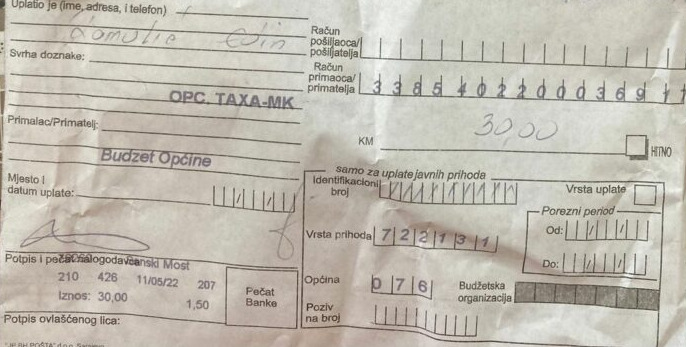 Uplatio je (ime, adresa, i telefon)
Edin
Svrha doznake:
OPC. TAXA-MK
Primalac/Primatelj:
Budzet Općine
Mjesto i
datum uplate:
Potpis i pečat nalogodavca
Sanski Most
210 426 11/05/22 207
Iznos: 30,00 1,50
Potpis ovlašćenog lica:
Pečat
Banke
Račun
pošiljaoca/
pošiljatelja
Račun
primaoca/
primatelja
3 3 8 5 4 0 2 2 0 0 0 3 6 9
KM 30,00
HITNO
samo za uplate javnih prihoda
Identifikacioni
broj
Vrsta uplate
Porezni period
Od:
Do:
Vrsta prihoda 7 2 2 1 3 1
Općina 0 7 6
Budžetska
organizacija
Poziv
na broj